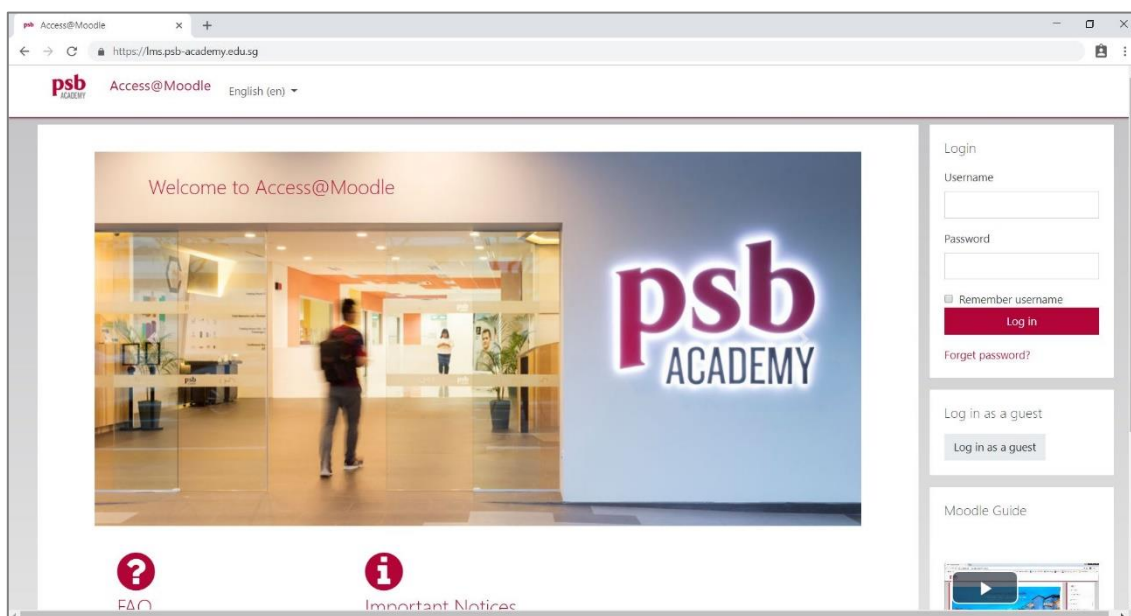 psb Access@Moodle
https://lms.psb-academy.edu.sg
psb
ACADEMY
Access@Moodle
English (en)
Welcome to Access@Moodle
psb
ACADEMY
psb
FAQ
Important Notices
Login
Username
Password
Remember username
Log in
Forget password?
Log in as a guest
Log in as a guest
Moodle Guide